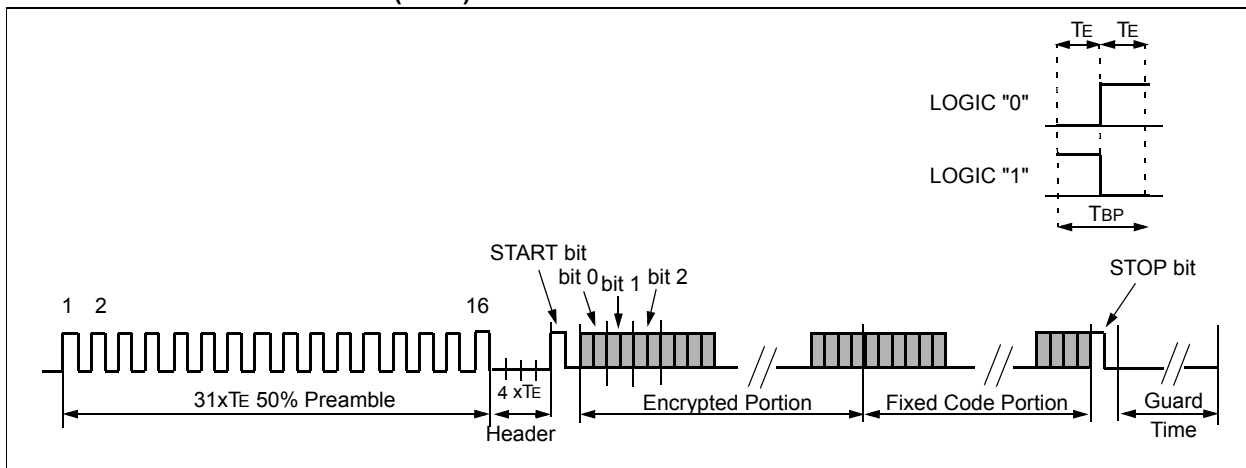 TE TE
LOGIC "0"
LOGIC "1"
TBP
START bit
bit 0 bit 1 bit 2
STOP bit
1 2 16
4 xTE
31xTE 50% Preamble
Header
Encrypted Portion
Fixed Code Portion
Guard
Time